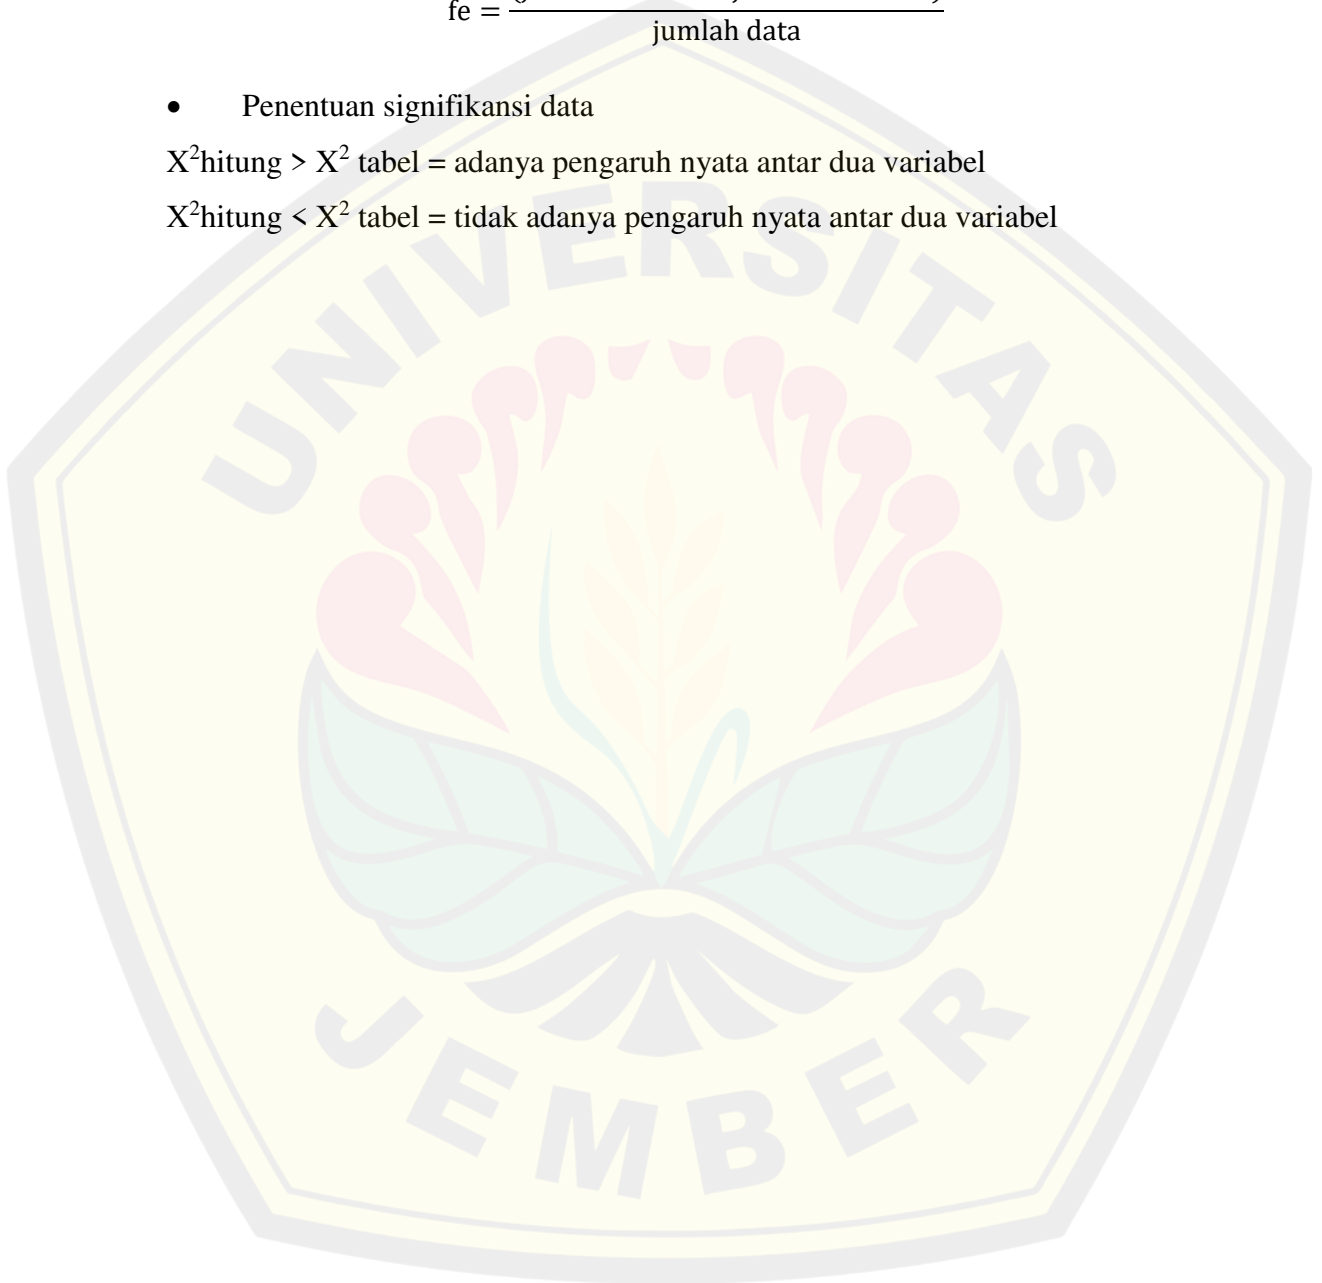 fe =
jumlah data
• Penentuan signifikansi data
X²hitung > X² tabel = adanya pengaruh nyata antar dua variabel
X²hitung < X² tabel = tidak adanya pengaruh nyata antar dua variabel
UNIVERSITAS
JEMBER